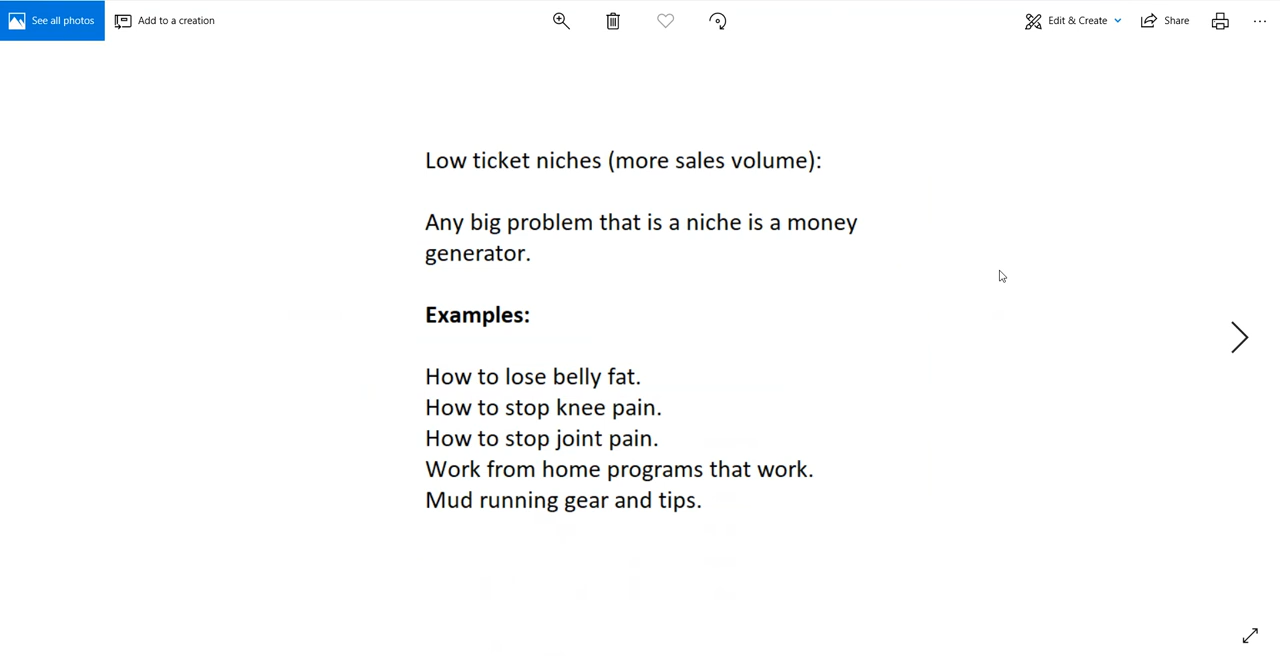 See all photos
Add to a creation
Edit & Create
Share
Low ticket niches (more sales volume):
Any big problem that is a niche is a money
generator.
Examples:
How to lose belly fat.
How to stop knee pain.
How to stop joint pain.
Work from home programs that work.
Mud running gear and tips.